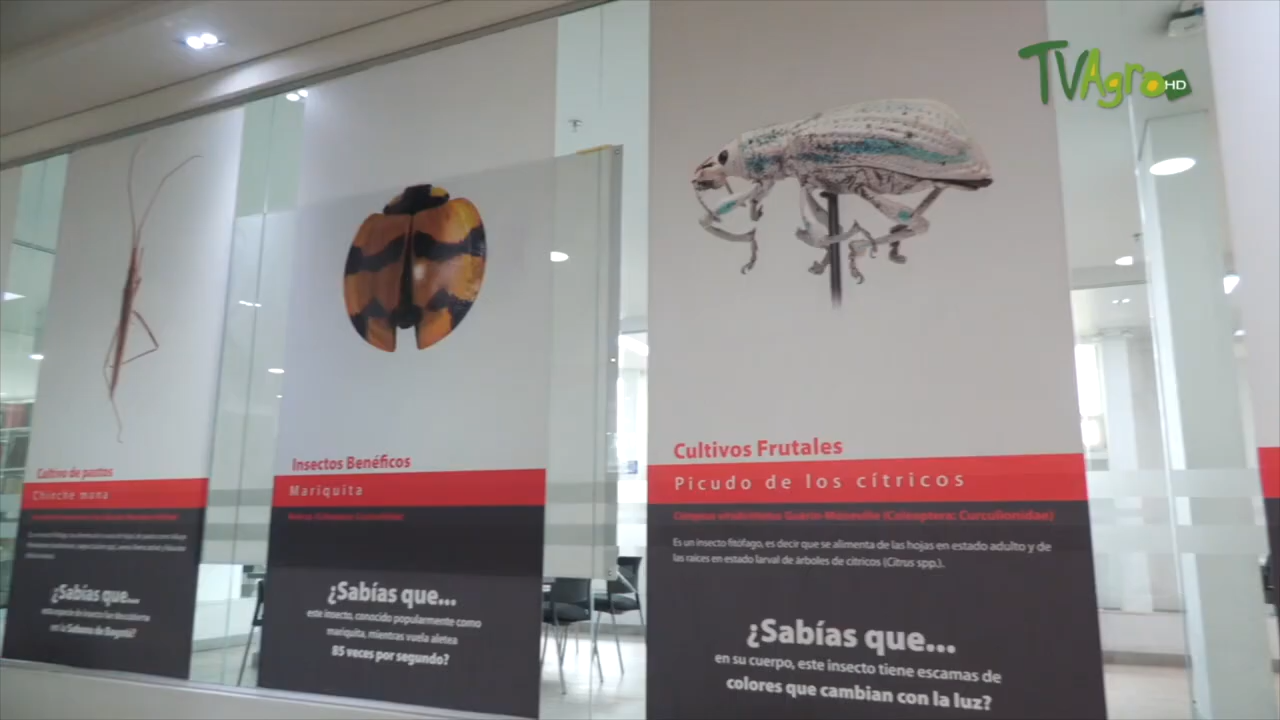 TVAgro HD
Cultivo de pastos
Chinche mona
¿Sabías que...
en la Sabana de Bogotá?
Insectos Benéficos
Mariquita
¿Sabías que...
este insecto, conocido popularmente como
mariquita, mientras vuela aletea
85 veces por segundo?
Cultivos Frutales
Picudo de los cítricos
(Coleoptera: Curculionidae)
Es un insecto fitófago, es decir que se alimenta de las hojas en estado adulto y de
las raíces en estado larval de árboles de cítricos (Citrus spp.).
¿Sabías que...
en su cuerpo, este insecto tiene escamas de
colores que cambian con la luz?